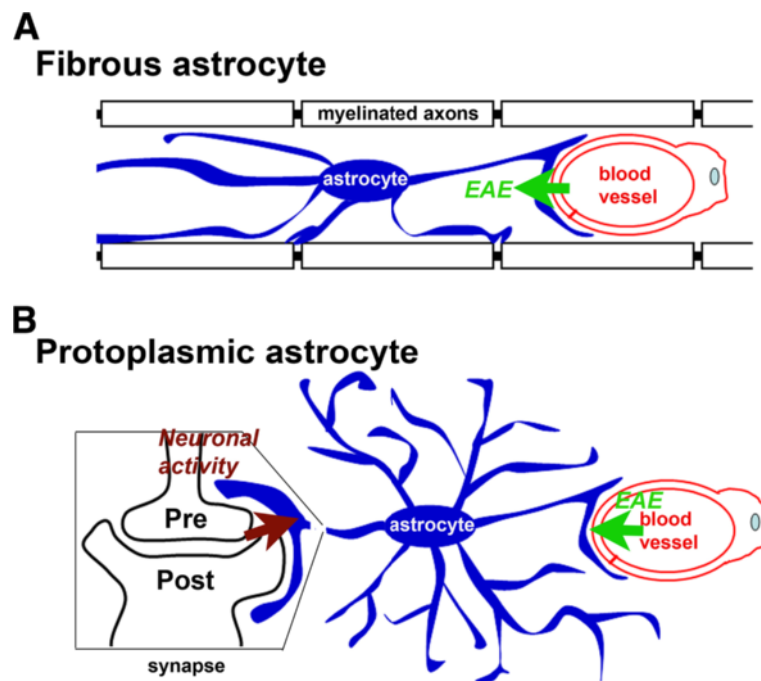 A
Fibrous astrocyte
myelinated axons
astrocyte
EAE
blood
vessel
B
Protoplasmic astrocyte
Neuronal
activity
Pre
Post
synapse
astrocyte
EAE
blood
vessel